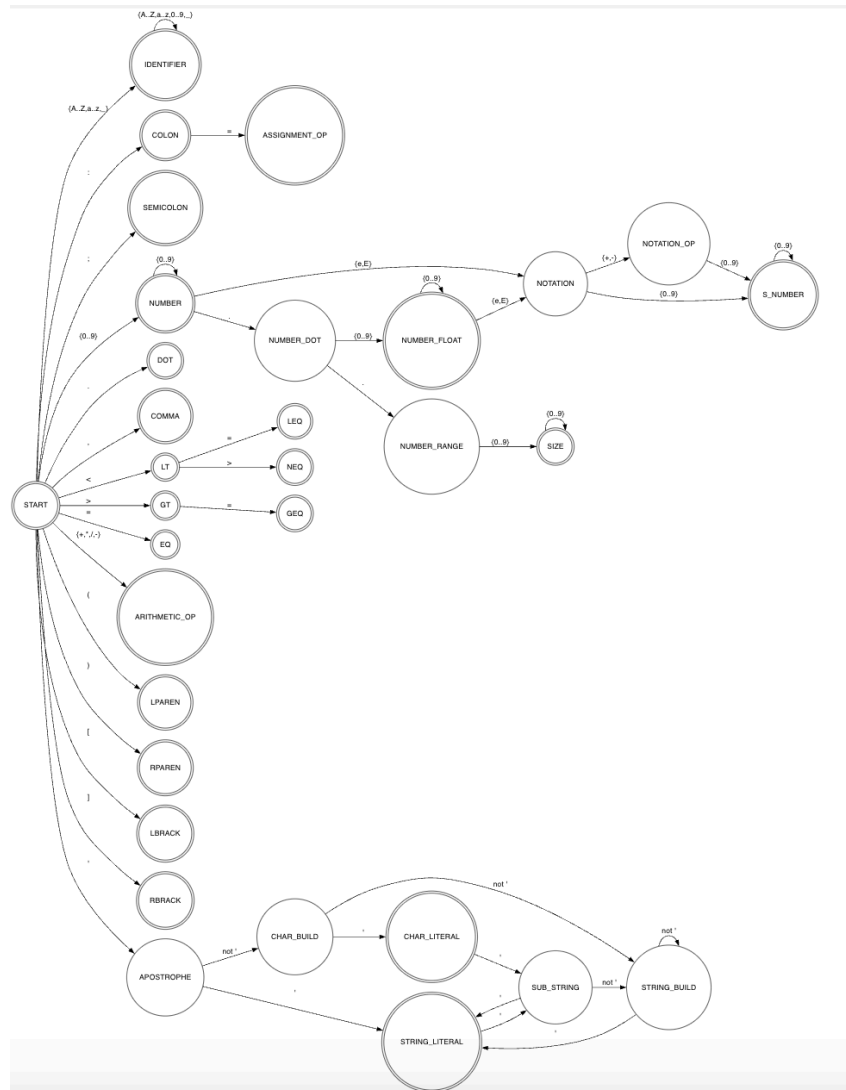 {A..Z,a..z,0..9,_}
IDENTIFIER
{A..Z,a..z,_}
COLON
=
ASSIGNMENT_OP
:
SEMICOLON
;
{0..9}
NUMBER
{0..9}
{e,E}
.
NUMBER_DOT
{0..9}
{0..9}
NUMBER_FLOAT
{e,E}
NOTATION
{+,-}
NOTATION_OP
{0..9}
{0..9}
{0..9}
S_NUMBER
.
NUMBER_RANGE
{0..9}
{0..9}
SIZE
.
DOT
,
COMMA
<
LT
=
LEQ
>
NEQ
START
>
GT
=
GEQ
=
EQ
{+,*,/,-}
ARITHMETIC_OP
(
LPAREN
)
RPAREN
[
LBRACK
]
RBRACK
'
APOSTROPHE
not '
CHAR_BUILD
not '
'
CHAR_LITERAL
'
SUB_STRING
not '
not '
STRING_BUILD
'
'
'
'
STRING_LITERAL